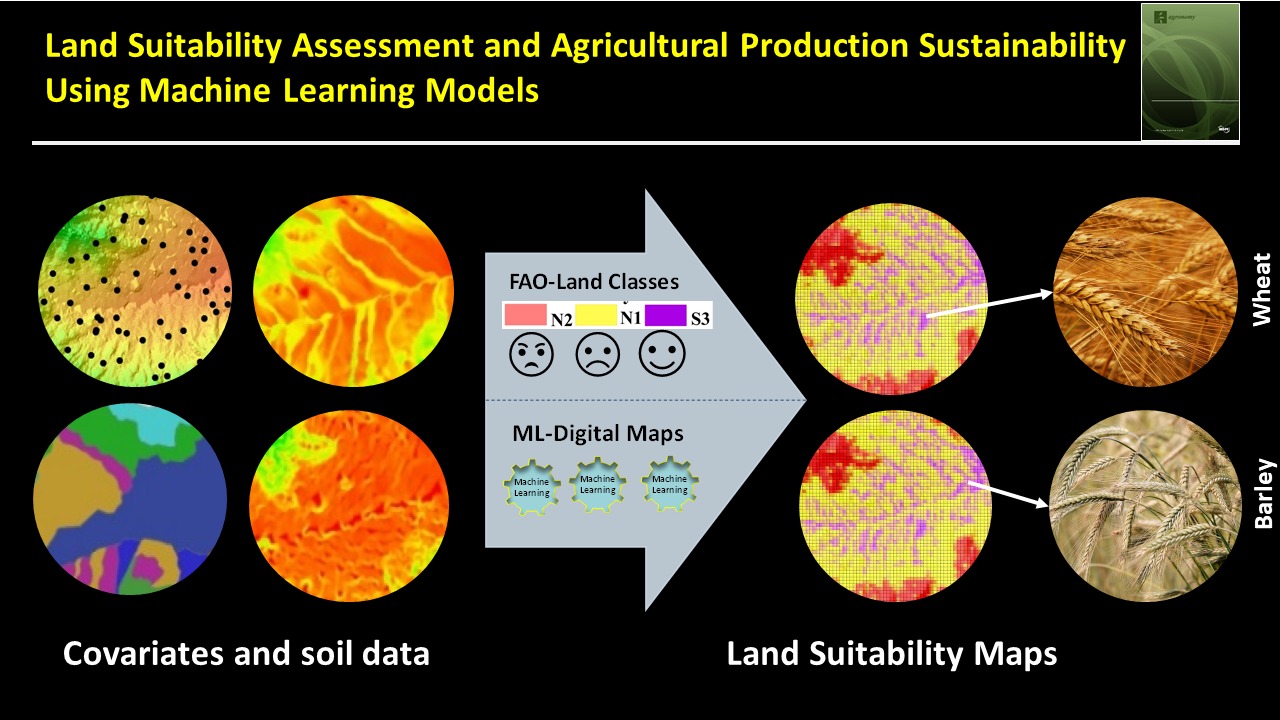 Land Suitability Assessment and Agricultural Production Sustainability
Using Machine Learning Models
agronomy
FAO-Land Classes
N2
N1
S3
ML-Digital Maps
Machine
Learning
Machine
Learning
Machine
Learning
Wheat
Barley
Covariates and soil data
Land Suitability Maps